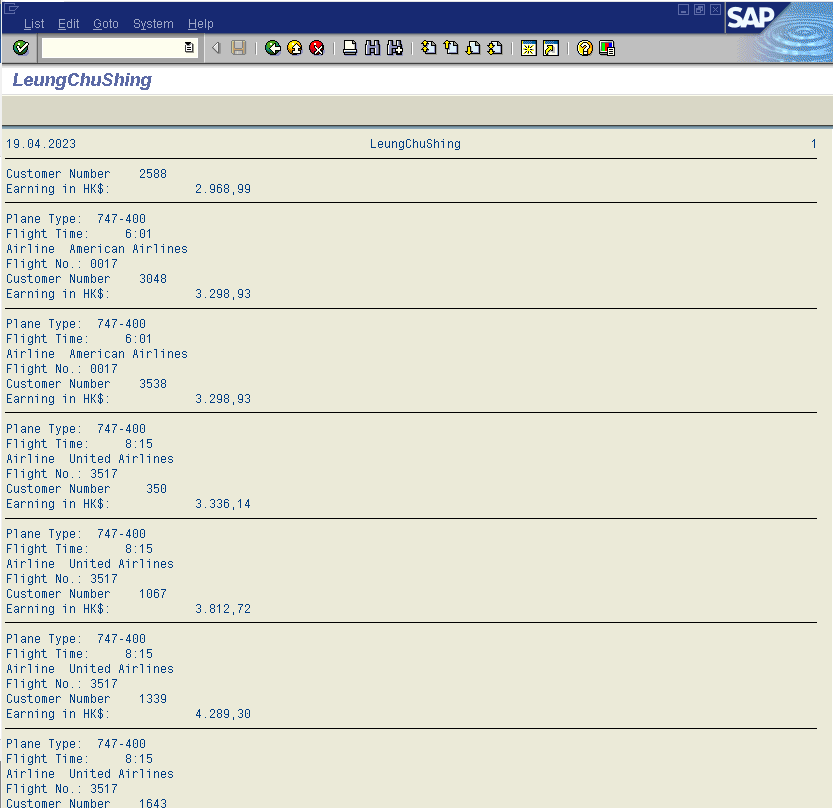 List Edit Goto System Help
SAP
LeungChuShing
19.04.2023 LeungChuShing 1
Customer Number 2588
Earning in HK$: 2.968,99
Plane Type: 747-400
Flight Time: 6:01
Airline American Airlines
Flight No.: 0017
Customer Number 3048
Earning in HK$: 3.298,93
Plane Type: 747-400
Flight Time: 6:01
Airline American Airlines
Flight No.: 0017
Customer Number 3538
Earning in HK$: 3.298,93
Plane Type: 747-400
Flight Time: 8:15
Airline United Airlines
Flight No.: 3517
Customer Number 350
Earning in HK$: 3.336,14
Plane Type: 747-400
Flight Time: 8:15
Airline United Airlines
Flight No.: 3517
Customer Number 1067
Earning in HK$: 3.812,72
Plane Type: 747-400
Flight Time: 8:15
Airline United Airlines
Flight No.: 3517
Customer Number 1339
Earning in HK$: 4.289,30
Plane Type: 747-400
Flight Time: 8:15
Airline United Airlines
Flight No.: 3517
Customer Number 1643